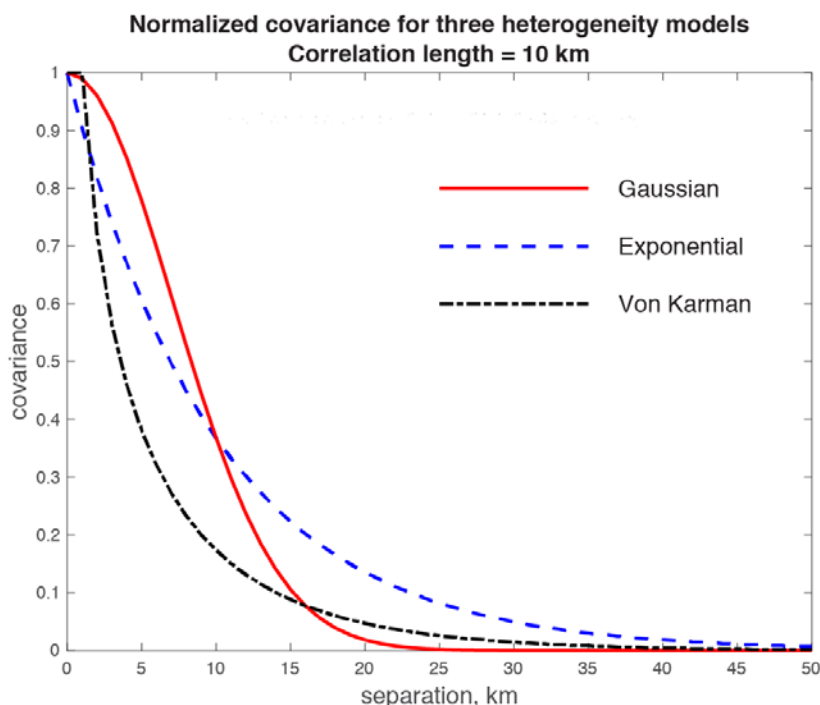 Normalized covariance for three heterogeneity models
Correlation length = 10 km
1
0.9
0.8
0.7
0.6
0.5
0.4
0.3
0.2
0.1
0
covariance
Gaussian
Exponential
Von Karman
0 5 10 15 20 25 30 35 40 45 50
separation, km